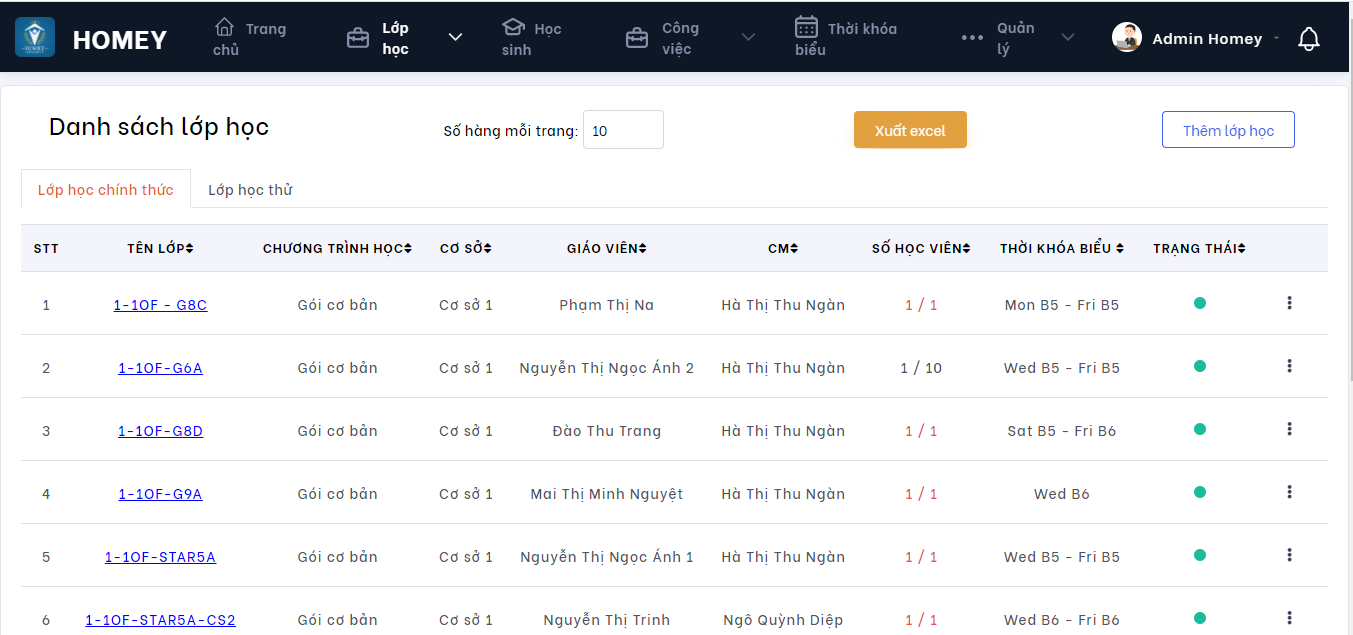 HOMEY
Trang chủ
Lớp học
Học sinh
Công việc
Thời khóa biểu
Quản lý
Admin Homey
Danh sách lớp học
Số hàng mỗi trang: 10
Xuất excel
Thêm lớp học
Lớp học chính thức Lớp học thử
STT TÊN LỚP CHƯƠNG TRÌNH HỌC CƠ SỞ GIÁO VIÊN CM SỐ HỌC VIÊN THỜI KHÓA BIỂU TRẠNG THÁI
1 1-1OF - G8C Gói cơ bản Cơ sở 1 Phạm Thị Na Hà Thị Thu Ngàn 1 / 1 Mon B5 - Fri B5
2 1-1OF-G6A Gói cơ bản Cơ sở 1 Nguyễn Thị Ngọc Ánh 2 Hà Thị Thu Ngàn 1 / 10 Wed B5 - Fri B5
3 1-1OF-G8D Gói cơ bản Cơ sở 1 Đào Thu Trang Hà Thị Thu Ngàn 1 / 1 Sat B5 - Fri B6
4 1-1OF-G9A Gói cơ bản Cơ sở 1 Mai Thị Minh Nguyệt Hà Thị Thu Ngàn 1 / 1 Wed B6
5 1-1OF-STAR5A Gói cơ bản Cơ sở 1 Nguyễn Thị Ngọc Ánh 1 Hà Thị Thu Ngàn 1 / 1 Wed B5 - Fri B5
6 1-1OF-STAR5A-CS2 Gói cơ bản Cơ sở 1 Nguyễn Thị Trinh Ngô Quỳnh Diệp 1 / 1 Wed B6 - Fri B6